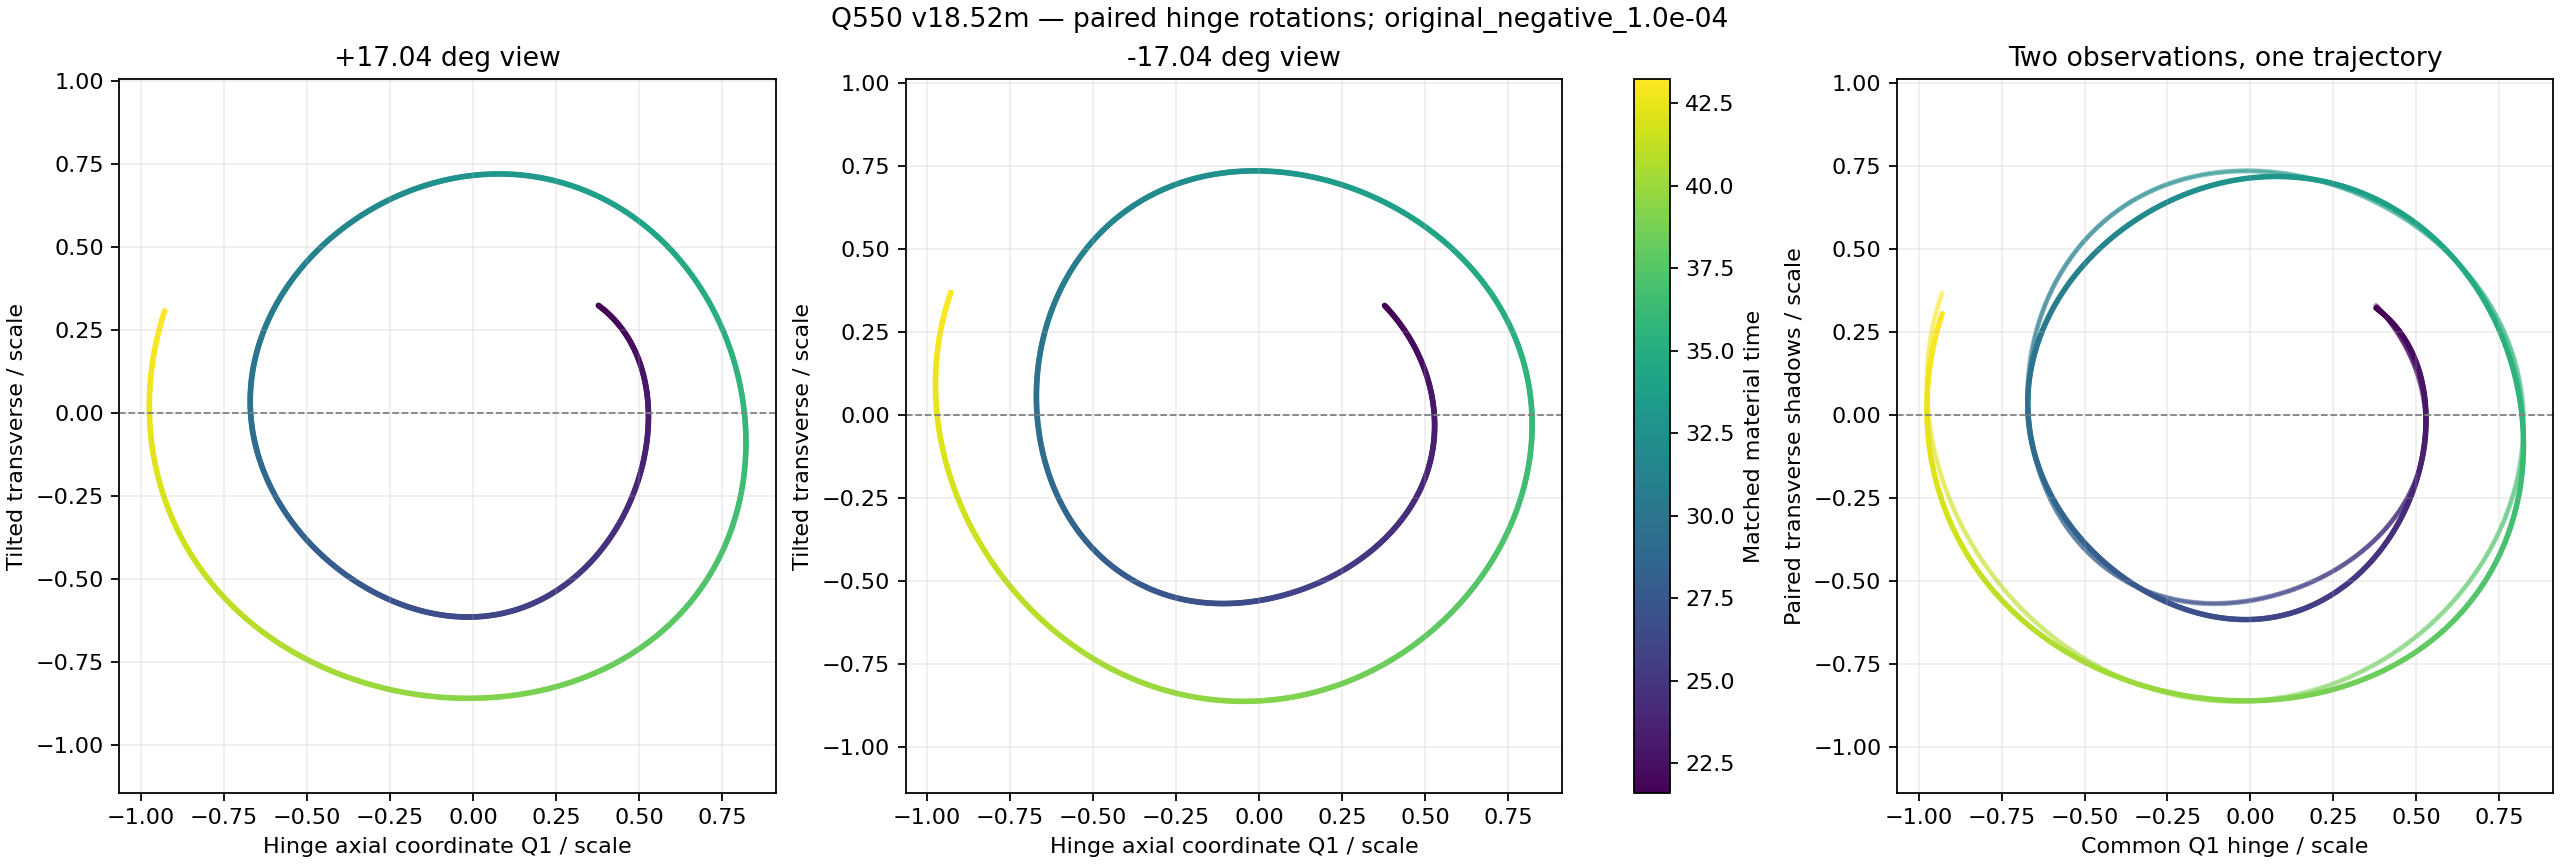 Q550 v18.52m — paired hinge rotations; original_negative_1.0e-04
+17.04 deg view
Tilted transverse / scale
1.00
0.75
0.50
0.25
0.00
−0.25
−0.50
−0.75
−1.00
−1.00 −0.75 −0.50 −0.25 0.00 0.25 0.50 0.75
Hinge axial coordinate Q1 / scale
-17.04 deg view
Tilted transverse / scale
1.00
0.75
0.50
0.25
0.00
−0.25
−0.50
−0.75
−1.00
−1.00 −0.75 −0.50 −0.25 0.00 0.25 0.50 0.75
Hinge axial coordinate Q1 / scale
42.5
40.0
37.5
35.0
32.5
30.0
27.5
25.0
22.5
Matched material time
Two observations, one trajectory
Paired transverse shadows / scale
1.00
0.75
0.50
0.25
0.00
−0.25
−0.50
−0.75
−1.00
−1.00 −0.75 −0.50 −0.25 0.00 0.25 0.50 0.75
Common Q1 hinge / scale